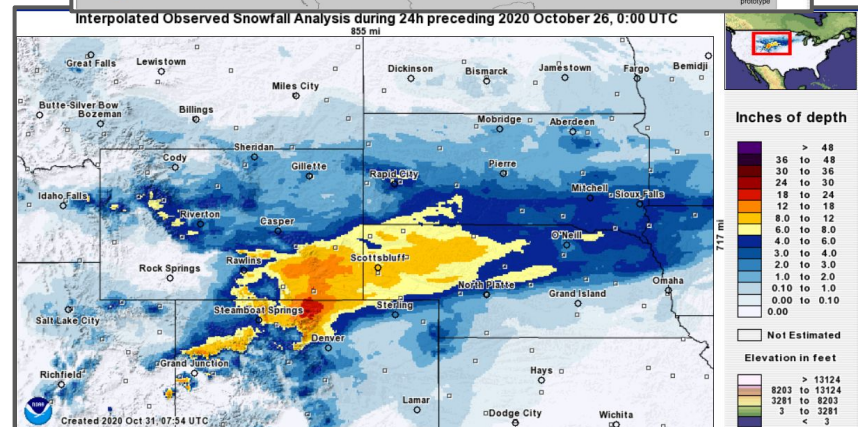 prototype
Interpolated Observed Snowfall Analysis during 24h preceding 2020 October 26, 0:00 UTC
855 mi
717 mi
Great Falls
Lewistown
Dickinson
Bismarck
Jamestown
Fargo
Bemidji
Miles City
Butte-Silver Bow
Bozeman
Billings
Mobridge
Aberdeen
Sheridan
Cody
Gillette
Rapid City
Pierre
Idaho Falls
Mitchell
Sioux Falls
Riverton
Casper
O'Neill
Rawlins
Scottsbluff
Rock Springs
North Platte
Omaha
Grand Island
Salt Lake City
Steamboat Springs
Sterling
Denver
Grand Junction
Richfield
Hays
Lamar
Dodge City
Wichita
NOAA
Created 2020 Oct 31, 07:54 UTC
Inches of depth
> 48
36 to 48
30 to 36
24 to 30
18 to 24
12 to 18
8.0 to 12
6.0 to 8.0
4.0 to 6.0
3.0 to 4.0
2.0 to 3.0
1.0 to 2.0
0.10 to 1.0
0.00 to 0.10
0.00
Not Estimated
Elevation in feet
> 13124
8203 to 13124
3281 to 8203
3 to 3281
< 3